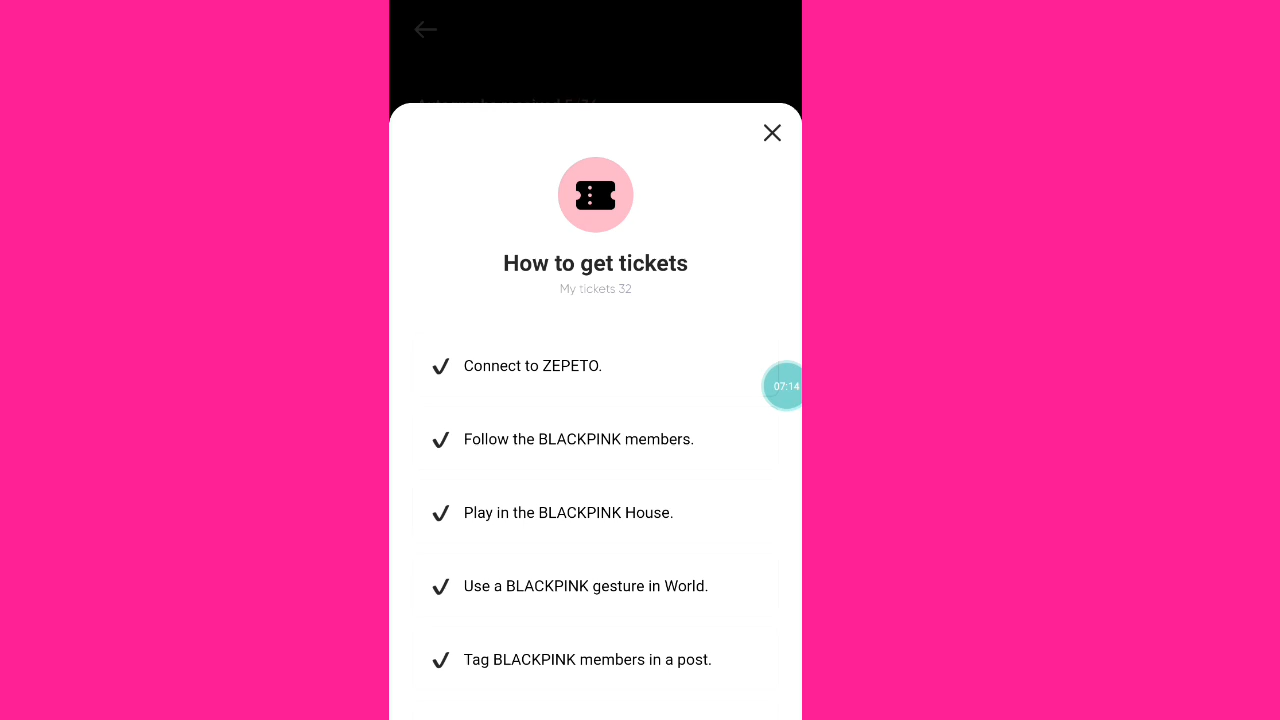 How to get tickets
My tickets 32
Connect to ZEPETO.
07:14
Follow the BLACKPINK members.
Play in the BLACKPINK House.
Use a BLACKPINK gesture in World.
Tag BLACKPINK members in a post.